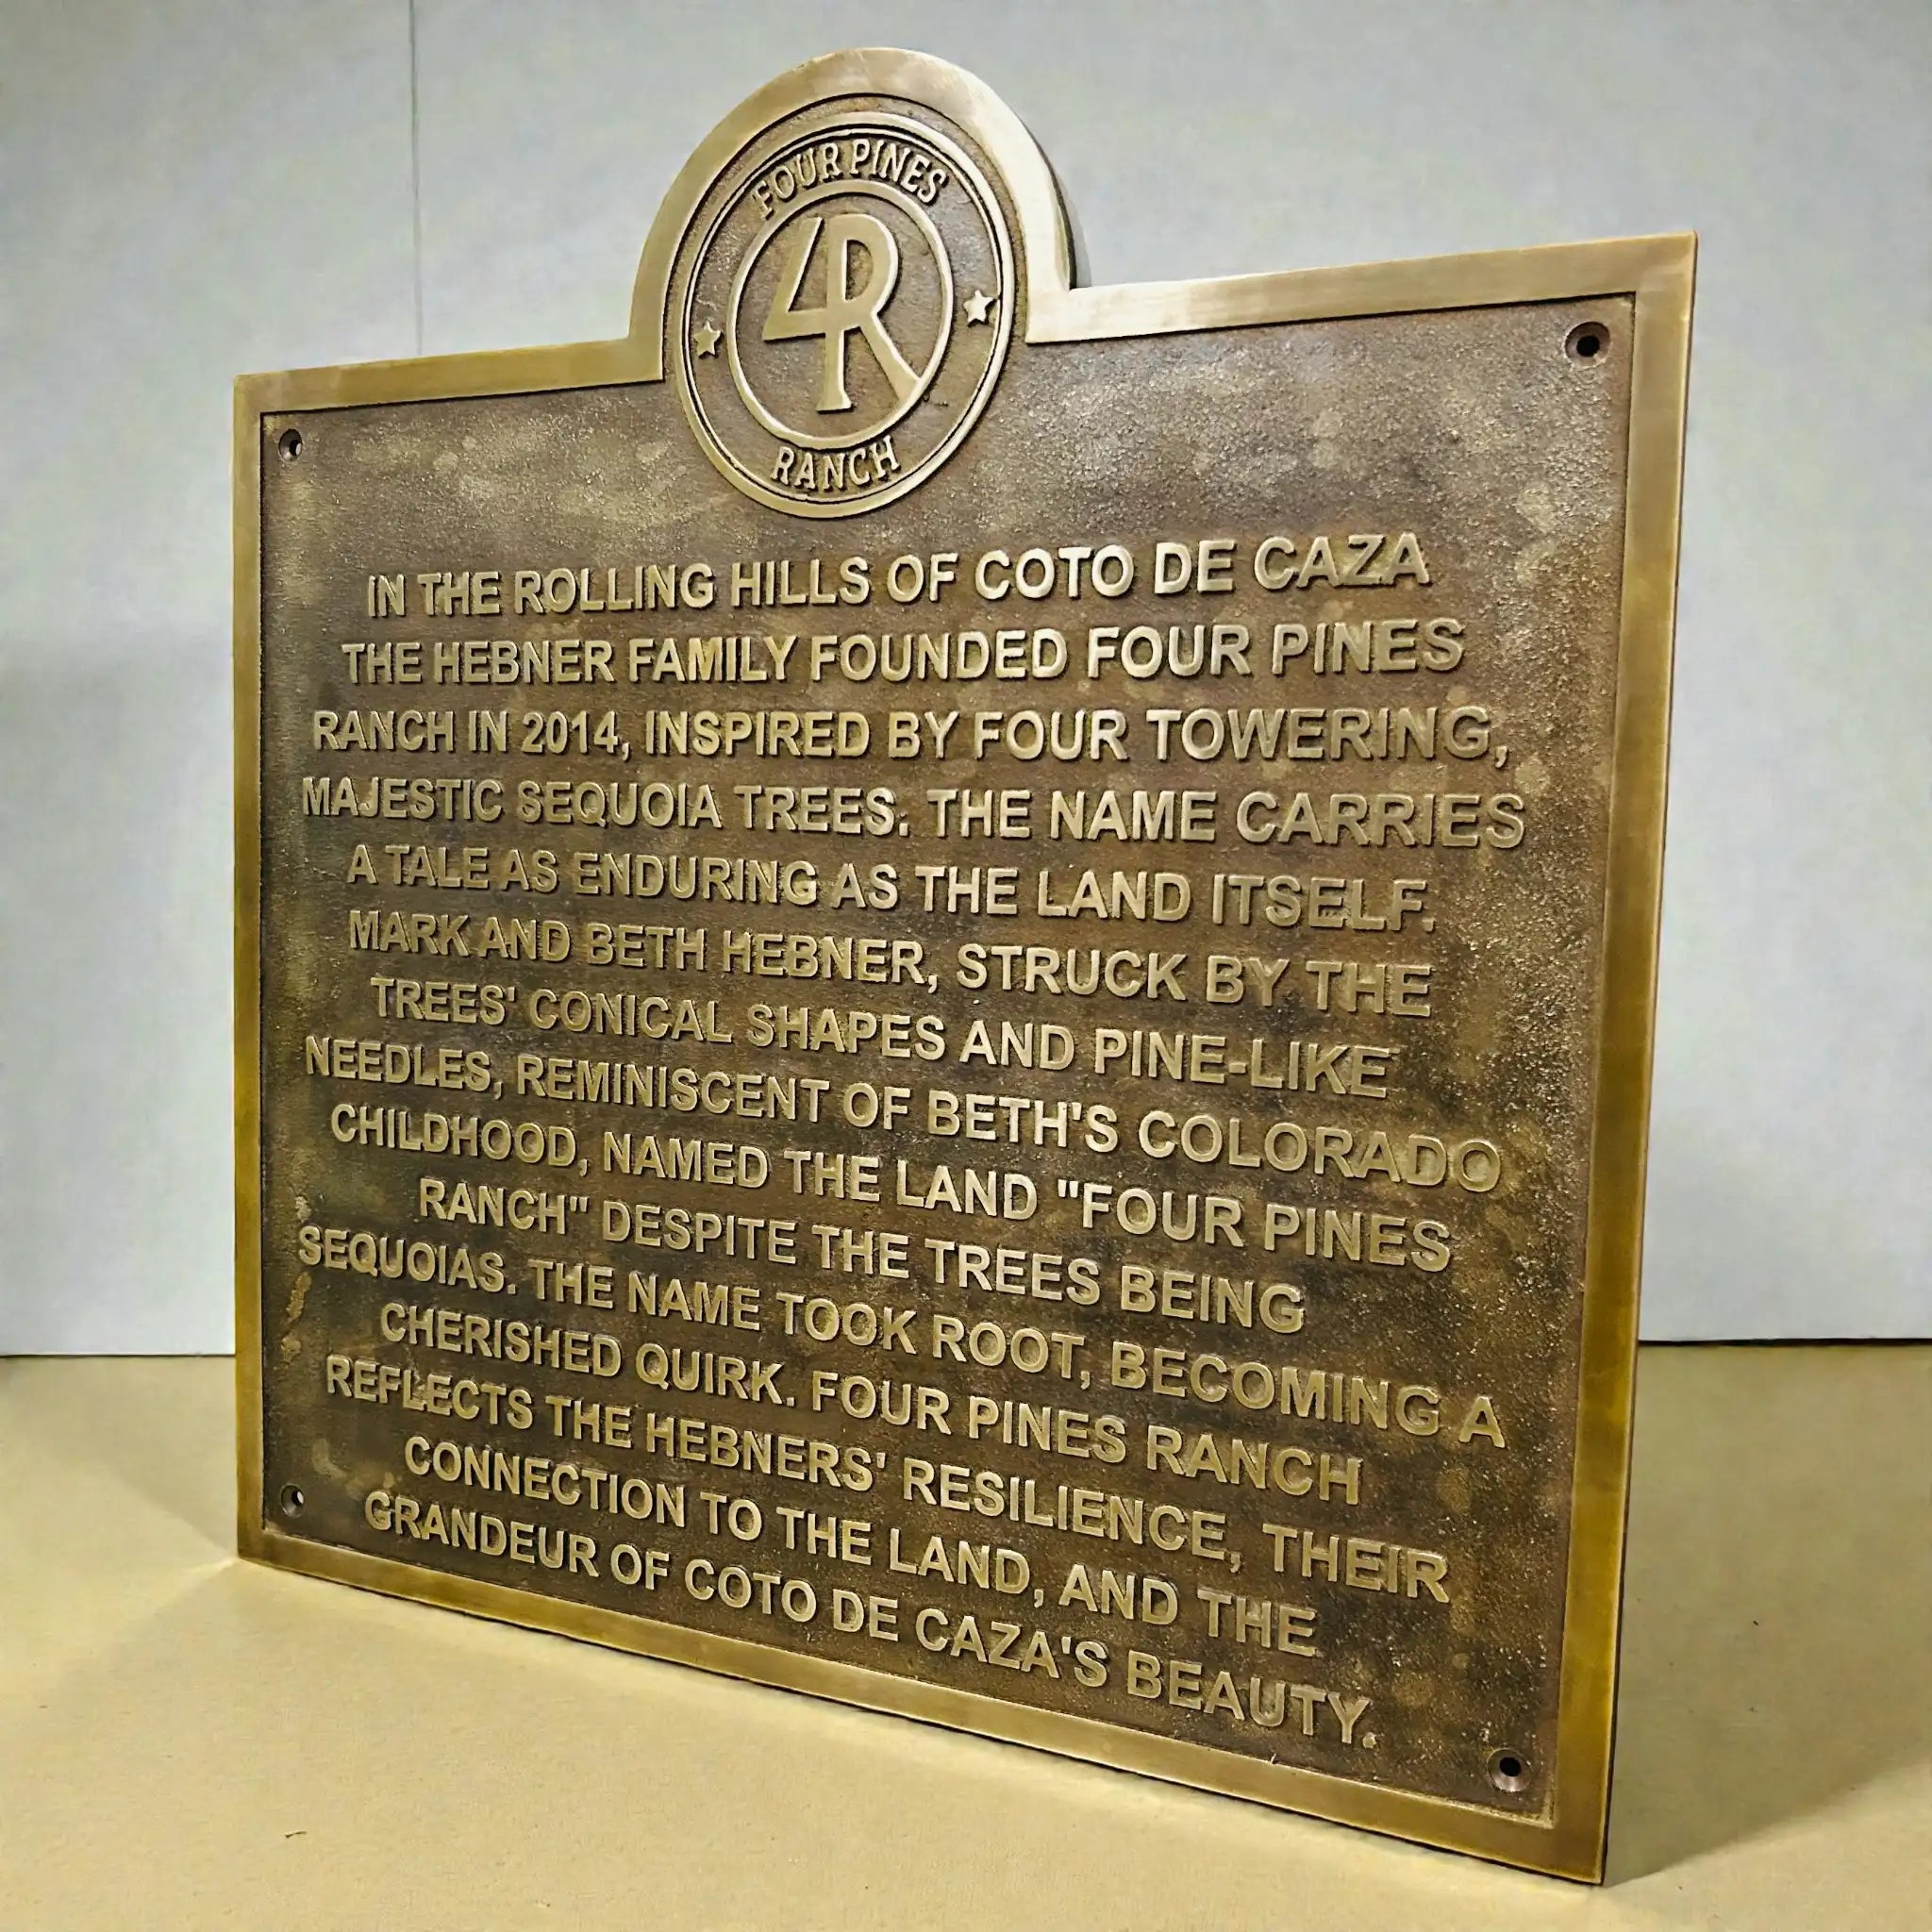 FOUR PINES
4R
RANCH
IN THE ROLLING HILLS OF COTO DE CAZA
THE HEBNER FAMILY FOUNDED FOUR PINES
RANCH IN 2014, INSPIRED BY FOUR TOWERING,
MAJESTIC SEQUOIA TREES. THE NAME CARRIES
A TALE AS ENDURING AS THE LAND ITSELF.
MARK AND BETH HEBNER, STRUCK BY THE
TREES' CONICAL SHAPES AND PINE-LIKE
NEEDLES, REMINISCENT OF BETH'S COLORADO
CHILDHOOD, NAMED THE LAND "FOUR PINES
RANCH" DESPITE THE TREES BEING
SEQUOIAS. THE NAME TOOK ROOT, BECOMING A
CHERISHED QUIRK. FOUR PINES RANCH
REFLECTS THE HEBNERS' RESILIENCE, THEIR
CONNECTION TO THE LAND, AND THE
GRANDEUR OF COTO DE CAZA'S BEAUTY.